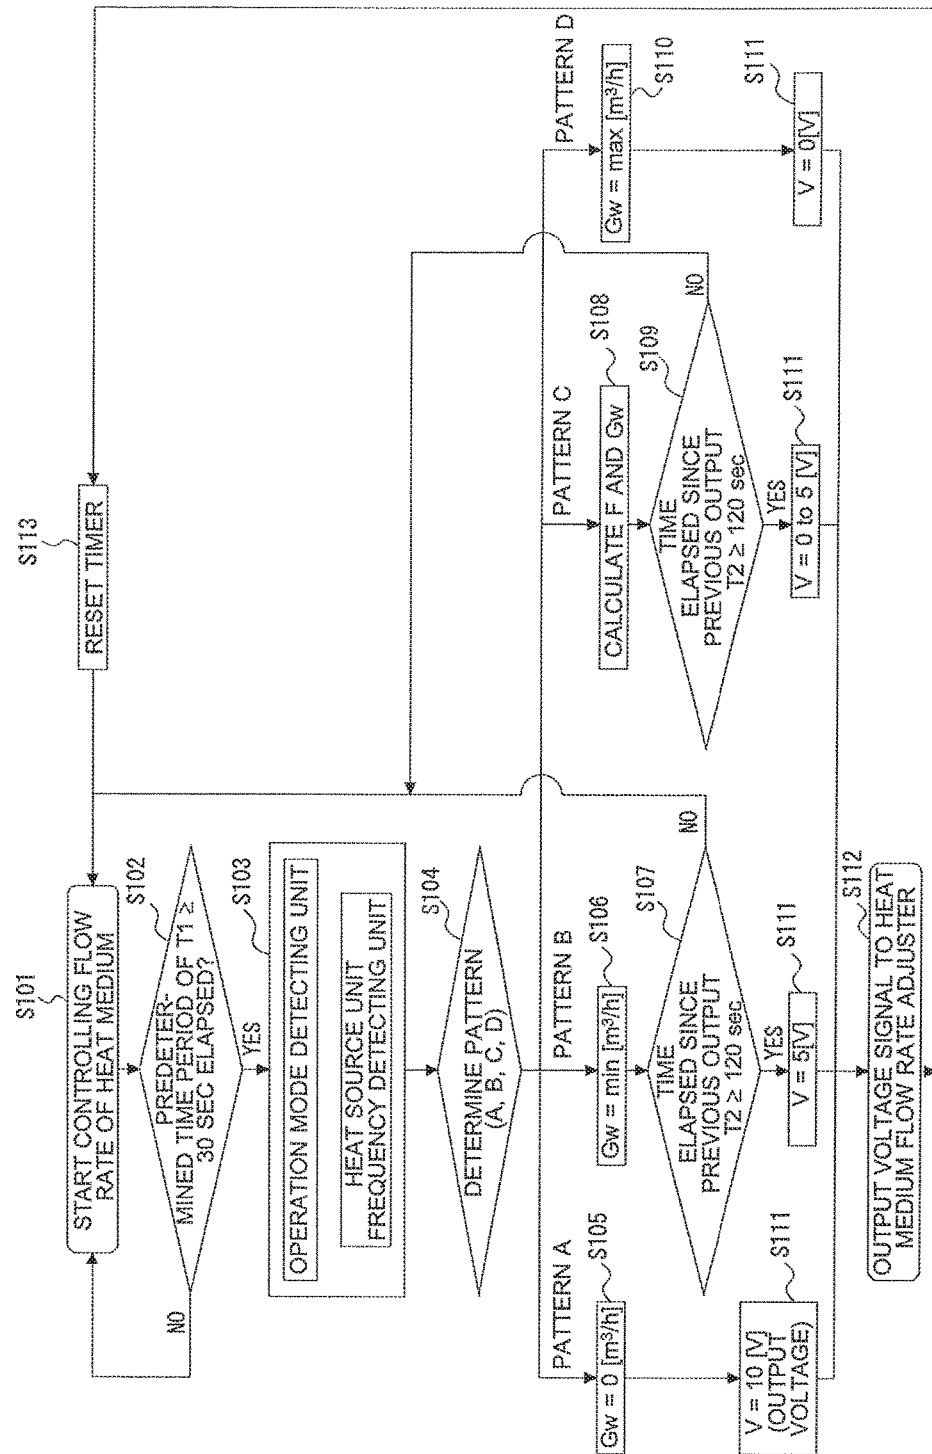 S101
START CONTROLLING FLOW
RATE OF HEAT MEDIUM
S113
RESET TIMER
S102
PREDETER-
MINED TIME PERIOD OF T1 ≥
30 SEC ELAPSED?
NO
YES
S103
OPERATION MODE DETECTING UNIT
HEAT SOURCE UNIT
FREQUENCY DETECTING UNIT
S104
DETERMINE PATTERN
(A, B, C, D)
PATTERN A
S105
Gw = 0 [m³/h]
S111
V = 10 [V]
(OUTPUT
VOLTAGE)
PATTERN B
S106
Gw = min [m³/h]
S107
TIME
ELAPSED SINCE
PREVIOUS OUTPUT
T2 ≥ 120 sec
NO
YES
S111
V = 5[V]
PATTERN C
S108
CALCULATE F AND Gw
S109
TIME
ELAPSED SINCE
PREVIOUS OUTPUT
T2 ≥ 120 sec
NO
YES
S111
V = 0 to 5 [V]
PATTERN D
S110
Gw = max [m³/h]
S111
V = 0[V]
S112
OUTPUT VOLTAGE SIGNAL TO HEAT
MEDIUM FLOW RATE ADJUSTER